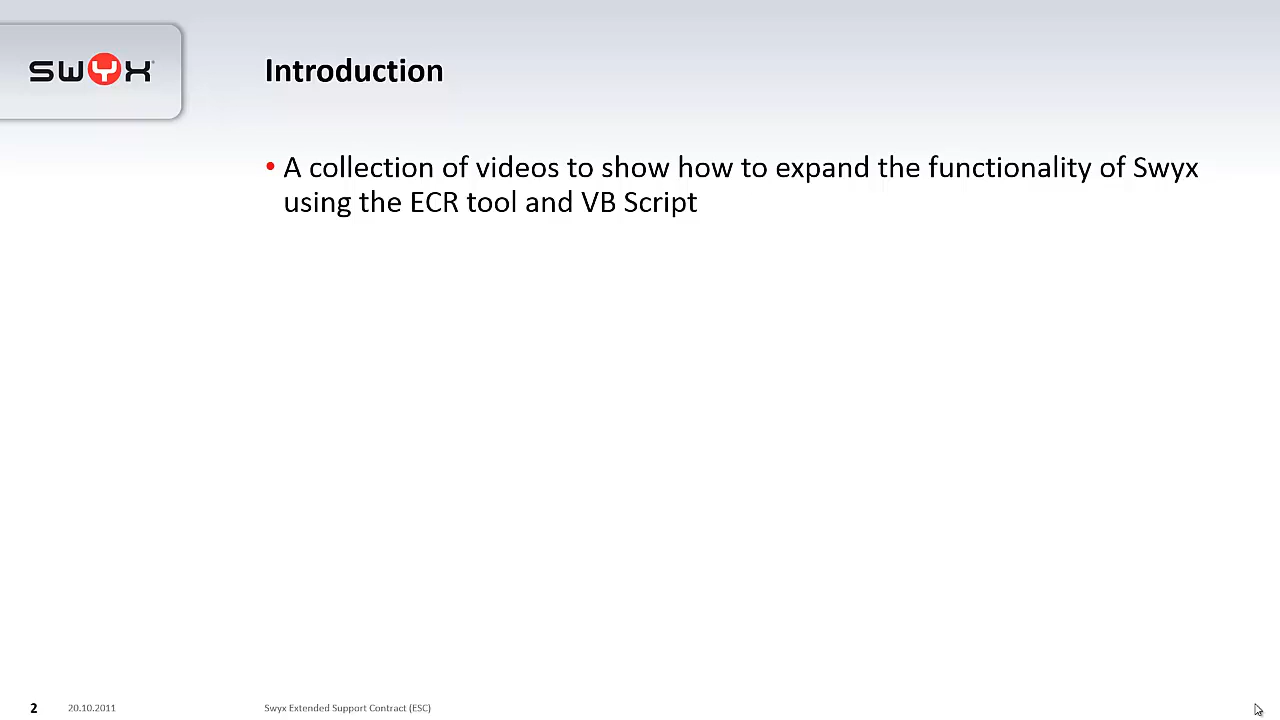 swyx
Introduction
• A collection of videos to show how to expand the functionality of Swyx
using the ECR tool and VB Script
2 20.10.2011 Swyx Extended Support Contract (ESC)